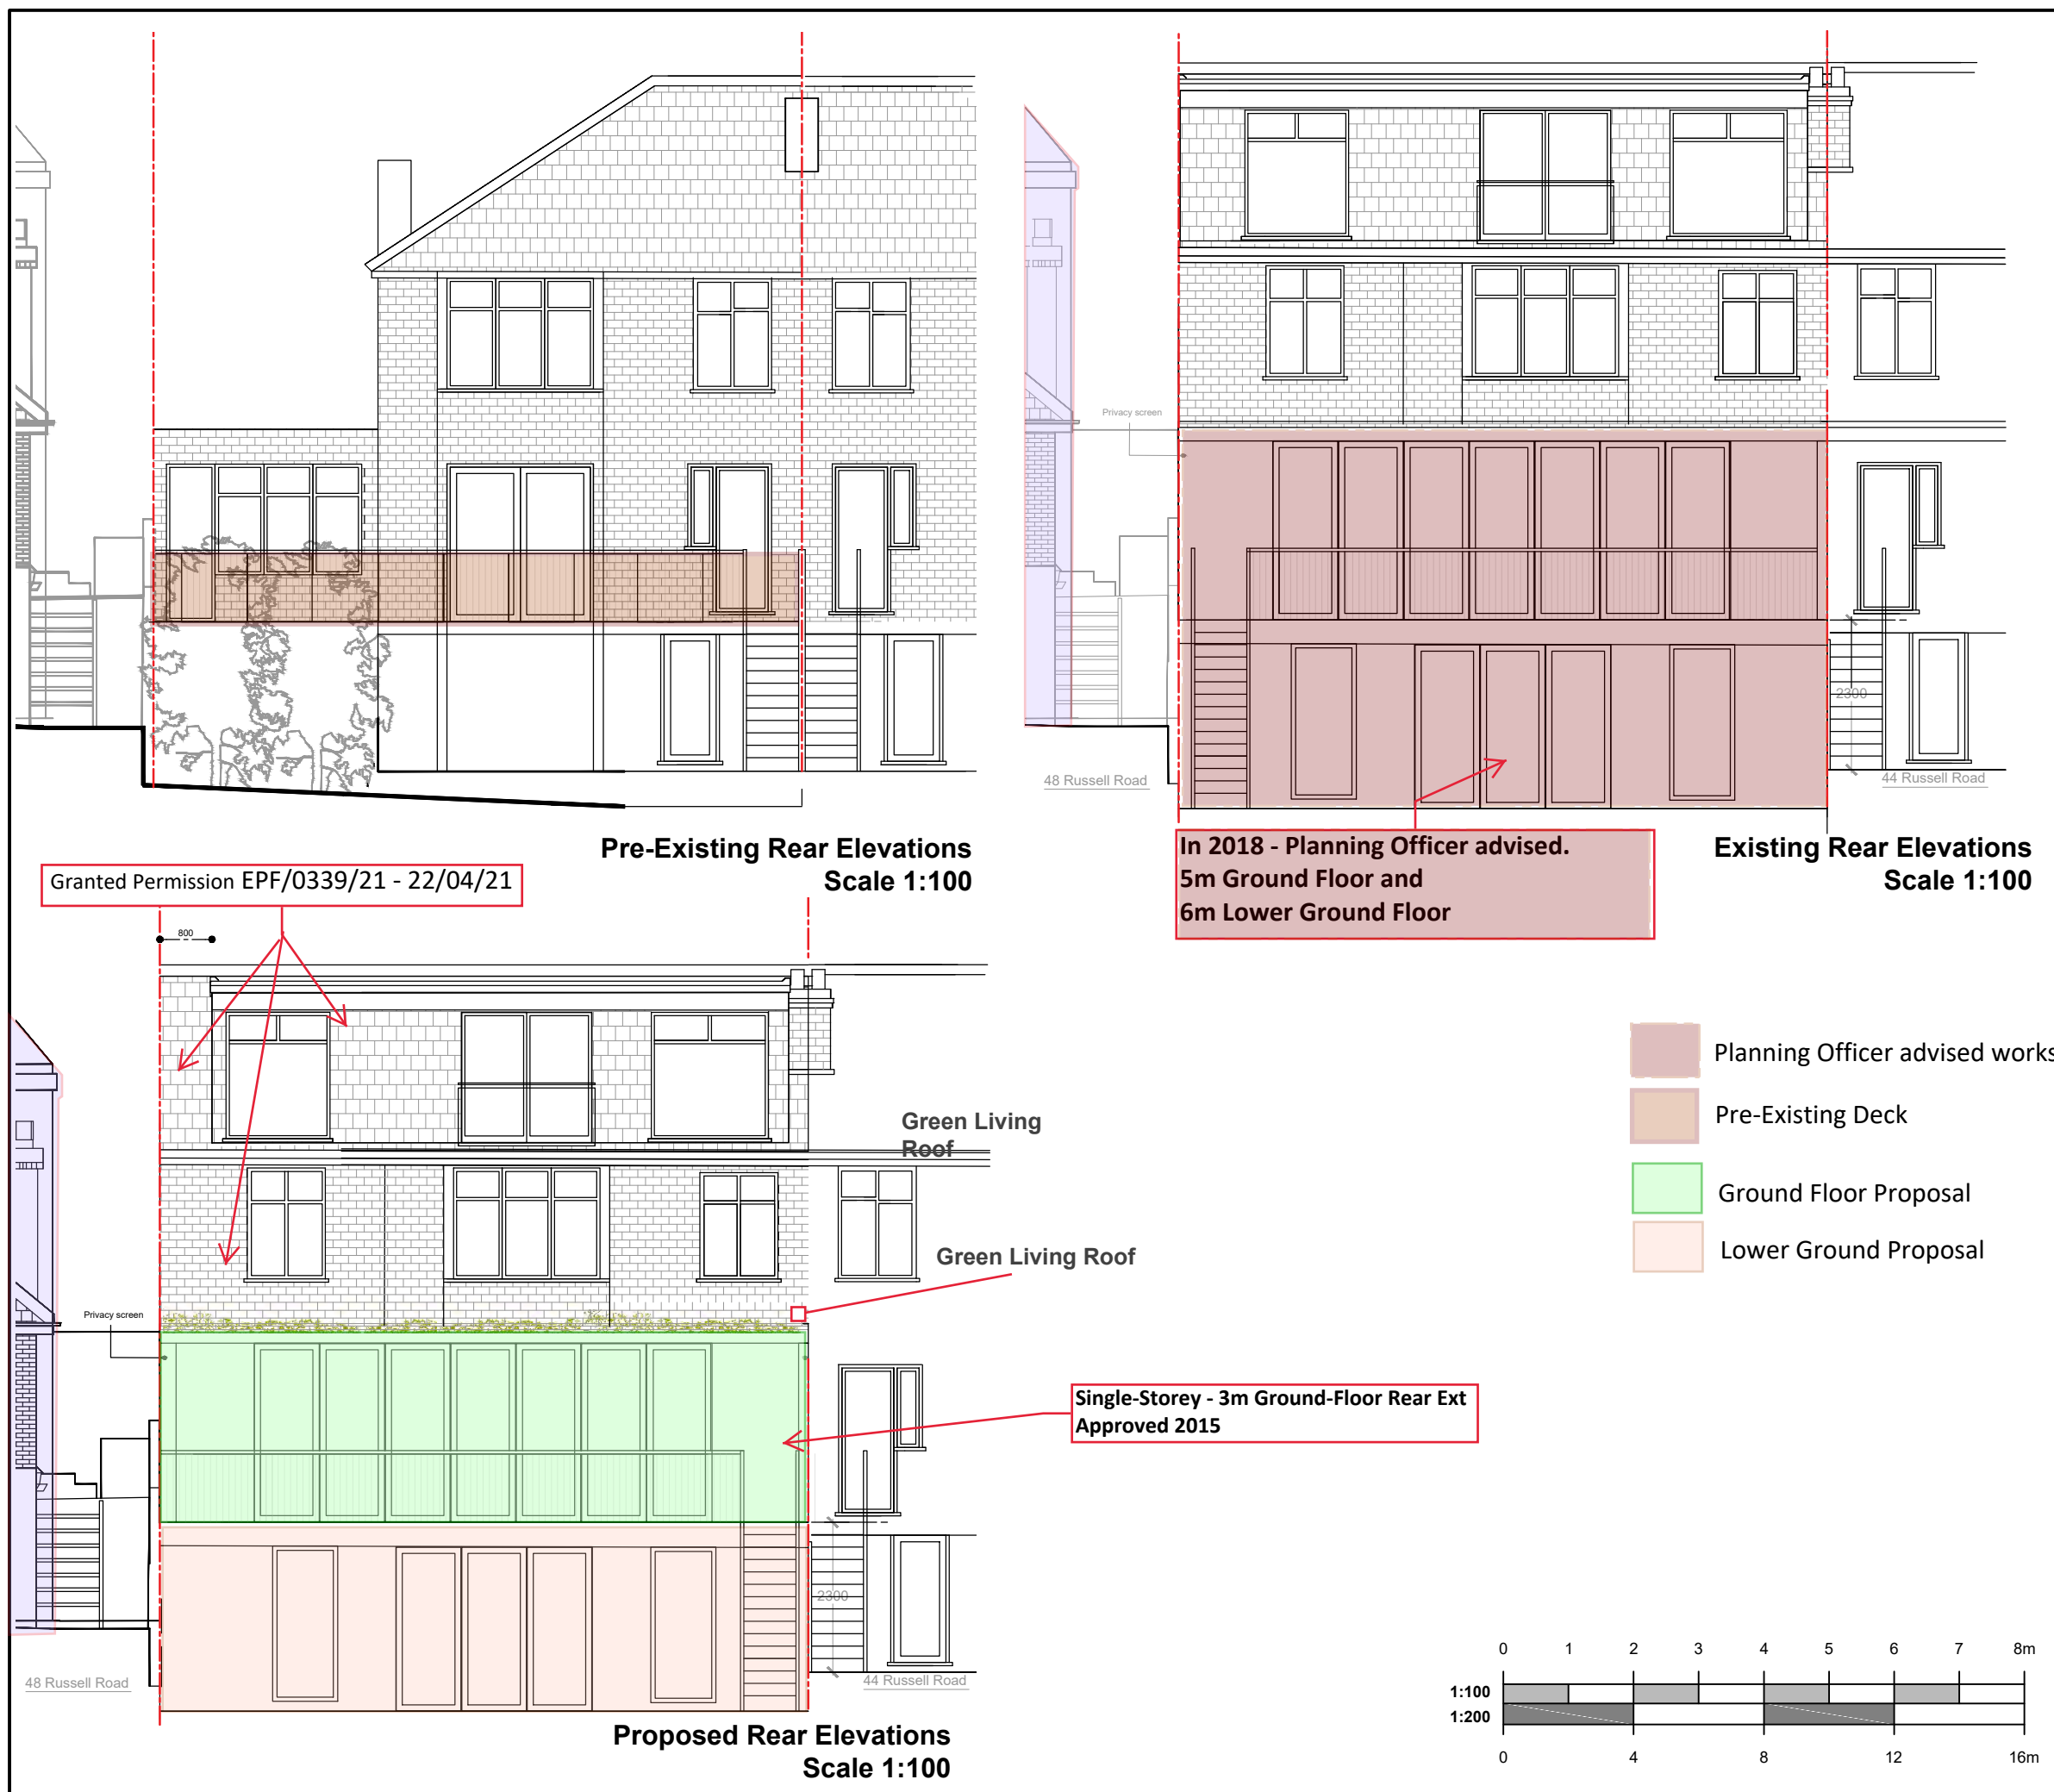 Privacy screen
2300
48 Russell Road
44 Russell Road
Pre-Existing Rear Elevations
Scale 1:100
In 2018 - Planning Officer advised.
5m Ground Floor and
6m Lower Ground Floor
Existing Rear Elevations
Scale 1:100
Granted Permission EPF/0339/21 - 22/04/21
800
Green Living
Roof
Green Living Roof
Privacy screen
Single-Storey - 3m Ground-Floor Rear Ext
Approved 2015
2300
48 Russell Road
44 Russell Road
Proposed Rear Elevations
Scale 1:100
Planning Officer advised works
Pre-Existing Deck
Ground Floor Proposal
Lower Ground Proposal
0 1 2 3 4 5 6 7 8m
1:100
1:200
0 4 8 12 16m